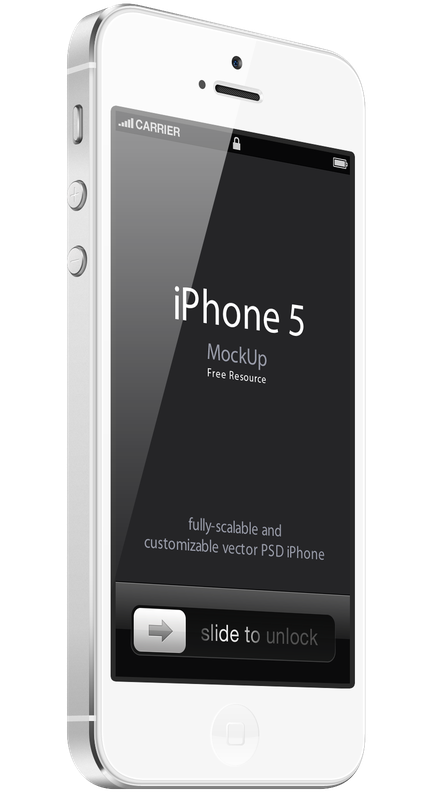 CARRIER
iPhone 5
MockUp
Free Resource
fully-scalable and
customizable vector PSD iPhone
slide to unlock